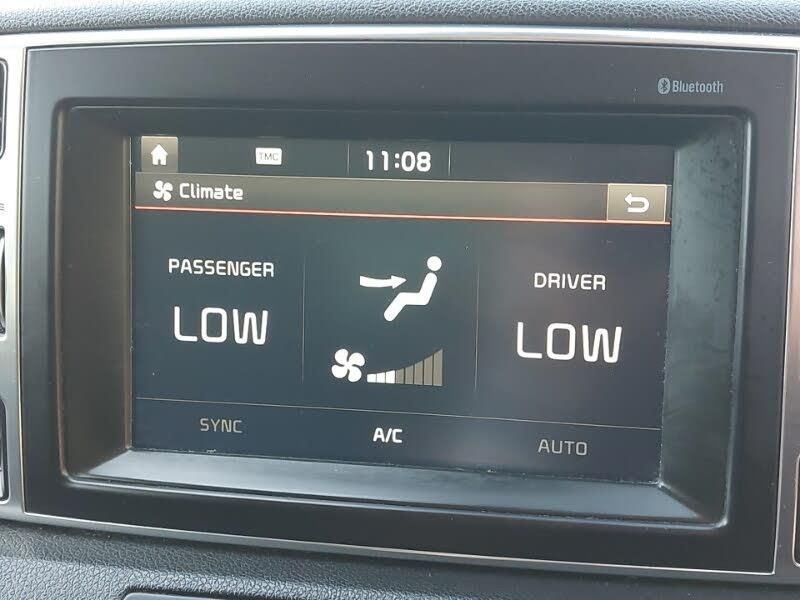 Bluetooth
TMC 11:08
Climate
PASSENGER
LOW
DRIVER
LOW
SYNC A/C AUTO